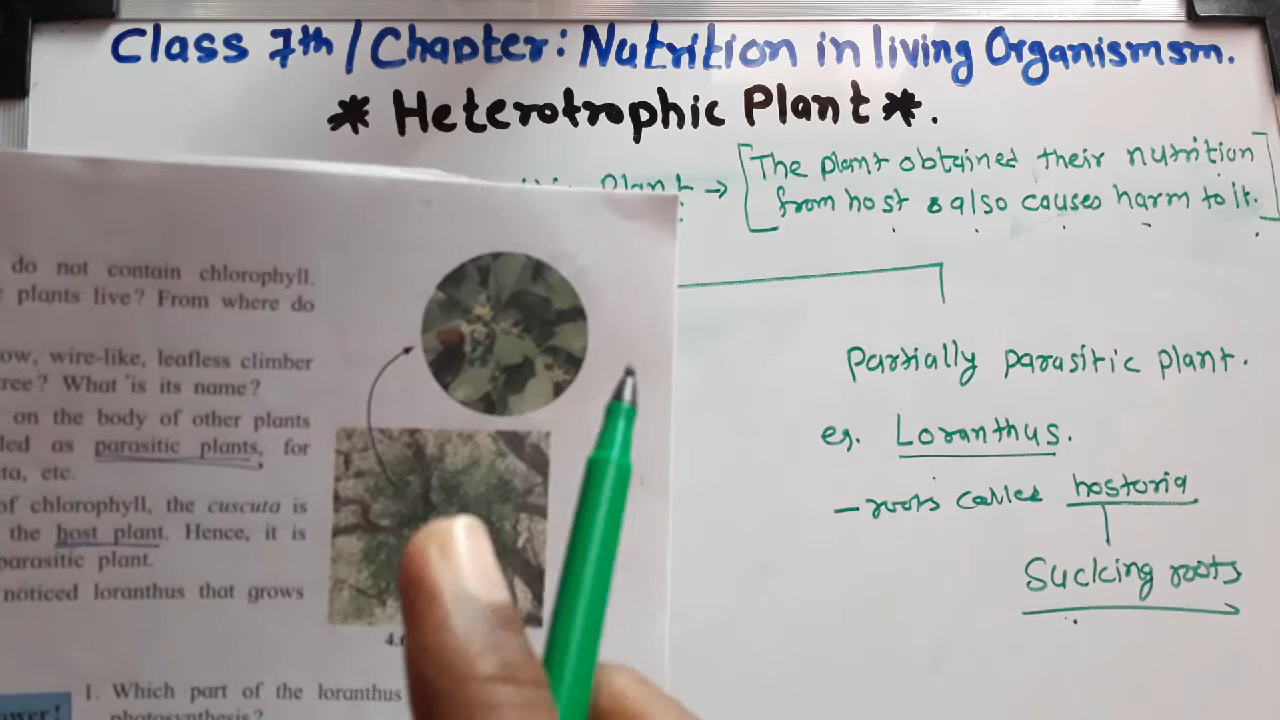 Class 7th / Chapter: Nutrition in living Organismsm.
* Heterotrophic Plant *.
Plant → [The plant obtained their nutrition
from host & also causes harm to it.]
Partially parasitic plant.
eg. Loranthus.
- roots called hostoria
Sucking roots
do not contain chlorophyll.
plants live? From where do
wire-like, leafless climber
What is its name?
on the body of other plants
as parasitic plants, for
etc.
of chlorophyll, the cuscuta is
the host plant. Hence, it is
parasitic plant.
noticed loranthus that grows
1. Which part of the loranthus
photosynthesis?